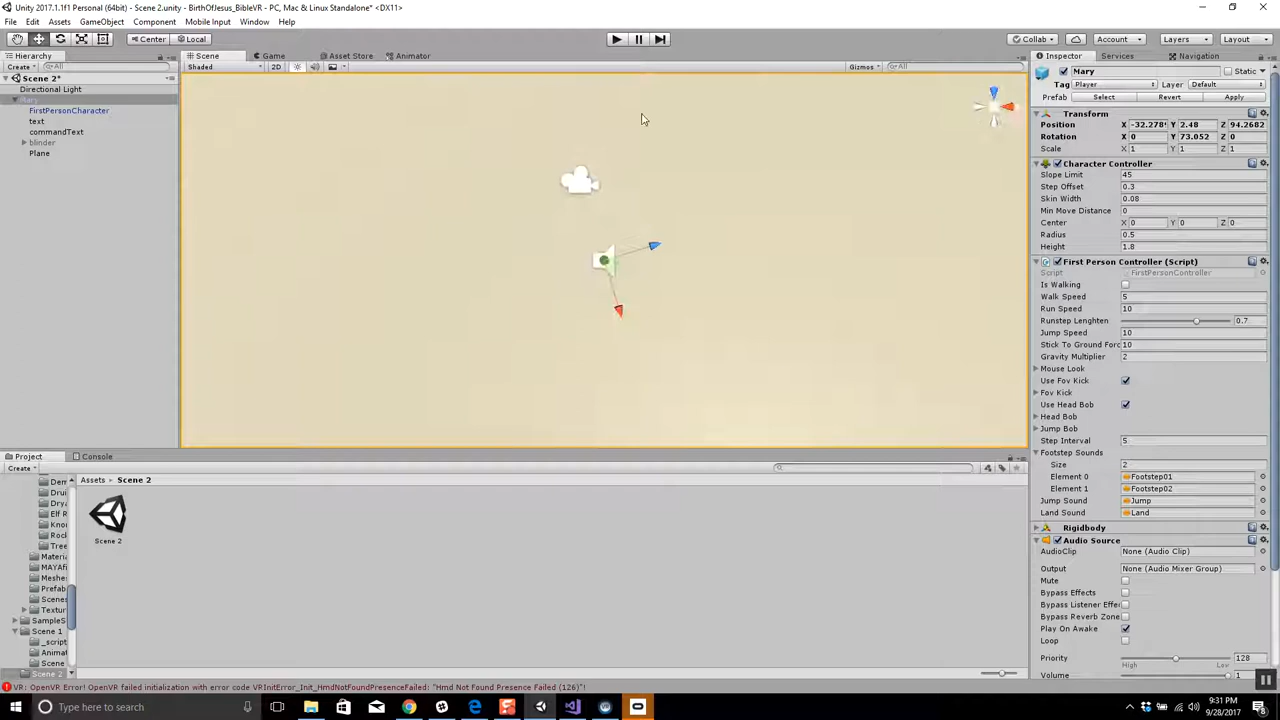 Unity 2017.1.1f1 Personal (64bit) - Scene 2.unity - BirthOfJesus_BibleVR - PC, Mac & Linux Standalone* <DX11>
File Edit Assets GameObject Component Mobile Input Window Help
Center Local Collab Account Layers Layout
Hierarchy Scene Game Asset Store Animator Inspector Services Navigation
Create All Shaded 2D Gizmos All
Scene 2*
Directional Light
Mary
FirstPersonCharacter
text
commandText
blinder
Plane
Mary Static
Tag Player Layer Default
Prefab Select Revert Apply
Transform
Position X Y 2.48 Z 94.2682
Rotation X 0 Y 73.052 Z 0
Scale X 1 Y 1 Z 1
Character Controller
Slope Limit 45
Step Offset 0.3
Skin Width 0.08
Min Move Distance 0
Center X 0 Y 0 Z 0
Radius 0.5
Height 1.8
First Person Controller (Script)
Script FirstPersonController
Is Walking
Walk Speed 5
Run Speed 10
Runstep Lenghten 0.7
Jump Speed 10
Stick To Ground Forc 10
Gravity Multiplier 2
Mouse Look
Use Fov Kick
Fov Kick
Use Head Bob
Head Bob
Jump Bob
Step Interval 5
Footstep Sounds
Size 2
Element 0 Footstep01
Element 1 Footstep02
Jump Sound Jump
Land Sound Land
Rigidbody
Audio Source
AudioClip None (Audio Clip)
Output None (Audio Mixer Group)
Mute
Bypass Effects
Bypass Listener Effe
Bypass Reverb Zone
Play On Awake
Loop
Priority 128
High Low
Volume 1
Project Console
Create
Assets Scene 2
Dem
Drui
Dry
Elf R
Kno
Rock
Tree
Materi
MAYAfi
Meshe
Prefab
Scenes
Textur
SampleS
Scene 1
_script
Animat
Scene
Scene 2
Scene 2
VR: OpenVR Error! OpenVR failed initialization with error code VRInitError_Init_HmdNotFoundPresenceFailed: "Hmd Not Found Presence Failed (126)"!
Type here to search
9:31 PM
9/28/2017